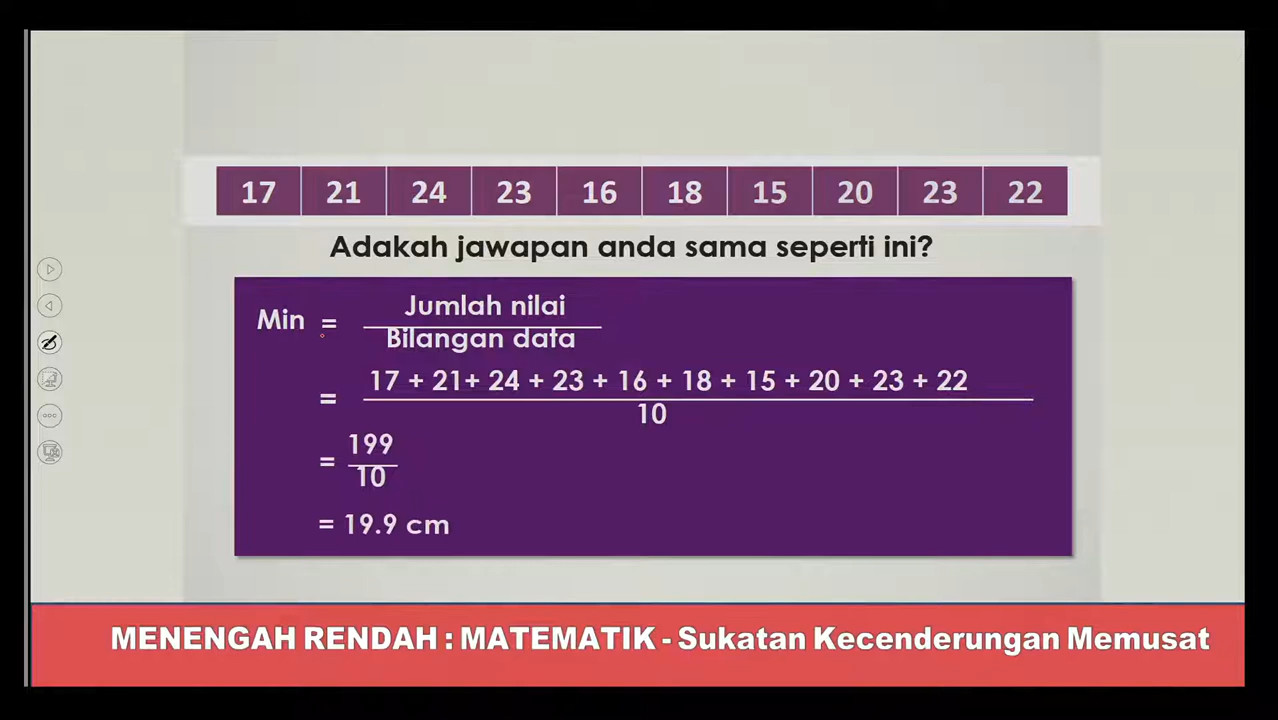 17 21 24 23 16 18 15 20 23 22
Adakah jawapan anda sama seperti ini?
Min = Jumlah nilai
Bilangan data
= 17 + 21+ 24 + 23 + 16 + 18 + 15 + 20 + 23 + 22
10
= 199
10
= 19.9 cm
MENENGAH RENDAH : MATEMATIK - Sukatan Kecenderungan Memusat